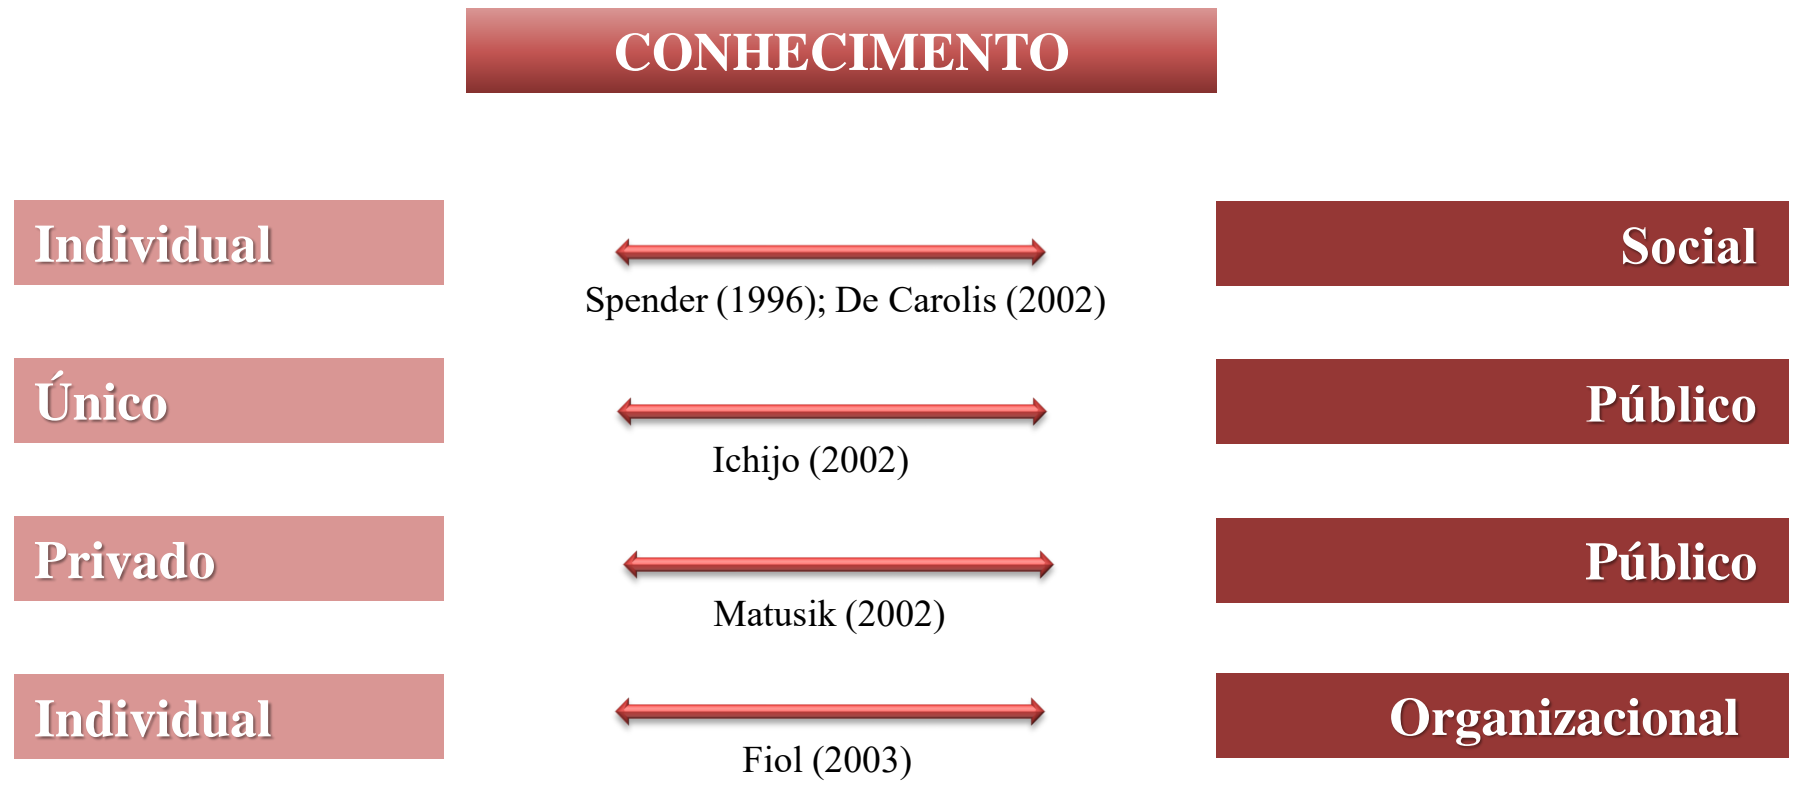 CONHECIMENTO
Individual
Social
Spender (1996); De Carolis (2002)
Único
Público
Ichijo (2002)
Privado
Público
Matusik (2002)
Individual
Organizacional
Fiol (2003)